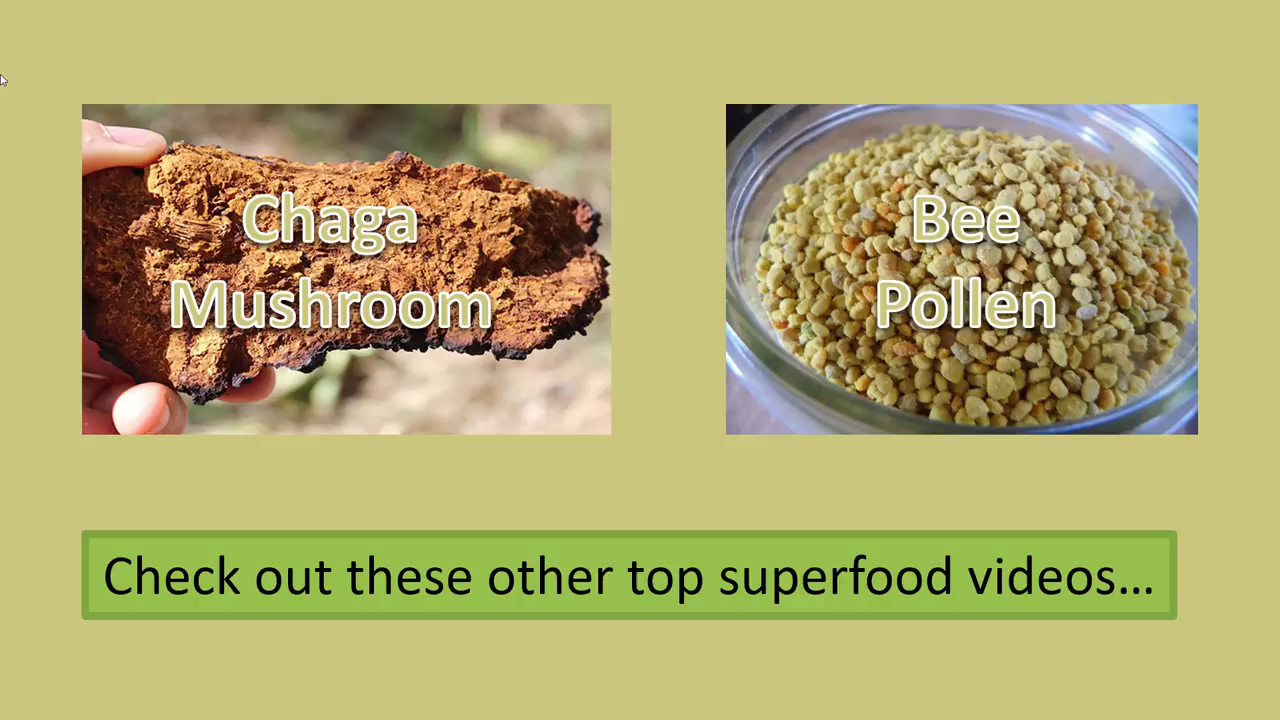 Chaga
Mushroom
Bee
Pollen
Check out these other top superfood videos...